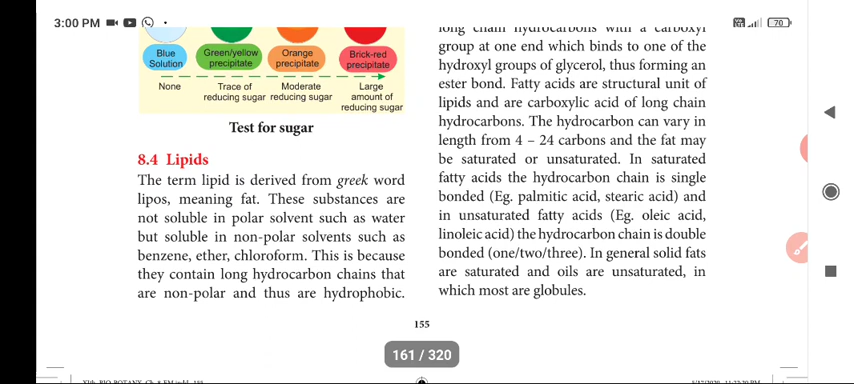 3:00 PM
70
Blue
Solution
Green/yellow
precipitate
Orange
precipitate
Brick-red
precipitate
None
Trace of
reducing sugar
Moderate
reducing sugar
Large
amount of
reducing sugar
Test for sugar
8.4 Lipids
The term lipid is derived from greek word
lipos, meaning fat. These substances are
not soluble in polar solvent such as water
but soluble in non-polar solvents such as
benzene, ether, chloroform. This is because
they contain long hydrocarbon chains that
are non-polar and thus are hydrophobic.
long chain hydrocarbons with a carboxyl
group at one end which binds to one of the
hydroxyl groups of glycerol, thus forming an
ester bond. Fatty acids are structural unit of
lipids and are carboxylic acid of long chain
hydrocarbons. The hydrocarbon can vary in
length from 4 – 24 carbons and the fat may
be saturated or unsaturated. In saturated
fatty acids the hydrocarbon chain is single
bonded (Eg. palmitic acid, stearic acid) and
in unsaturated fatty acids (Eg. oleic acid,
linoleic acid) the hydrocarbon chain is double
bonded (one/two/three). In general solid fats
are saturated and oils are unsaturated, in
which most are globules.
155
161 / 320